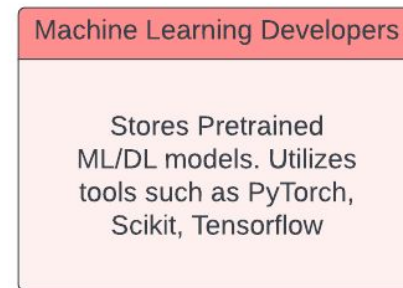 Machine Learning Developers
Stores Pretrained
ML/DL models. Utilizes
tools such as PyTorch,
Scikit, Tensorflow